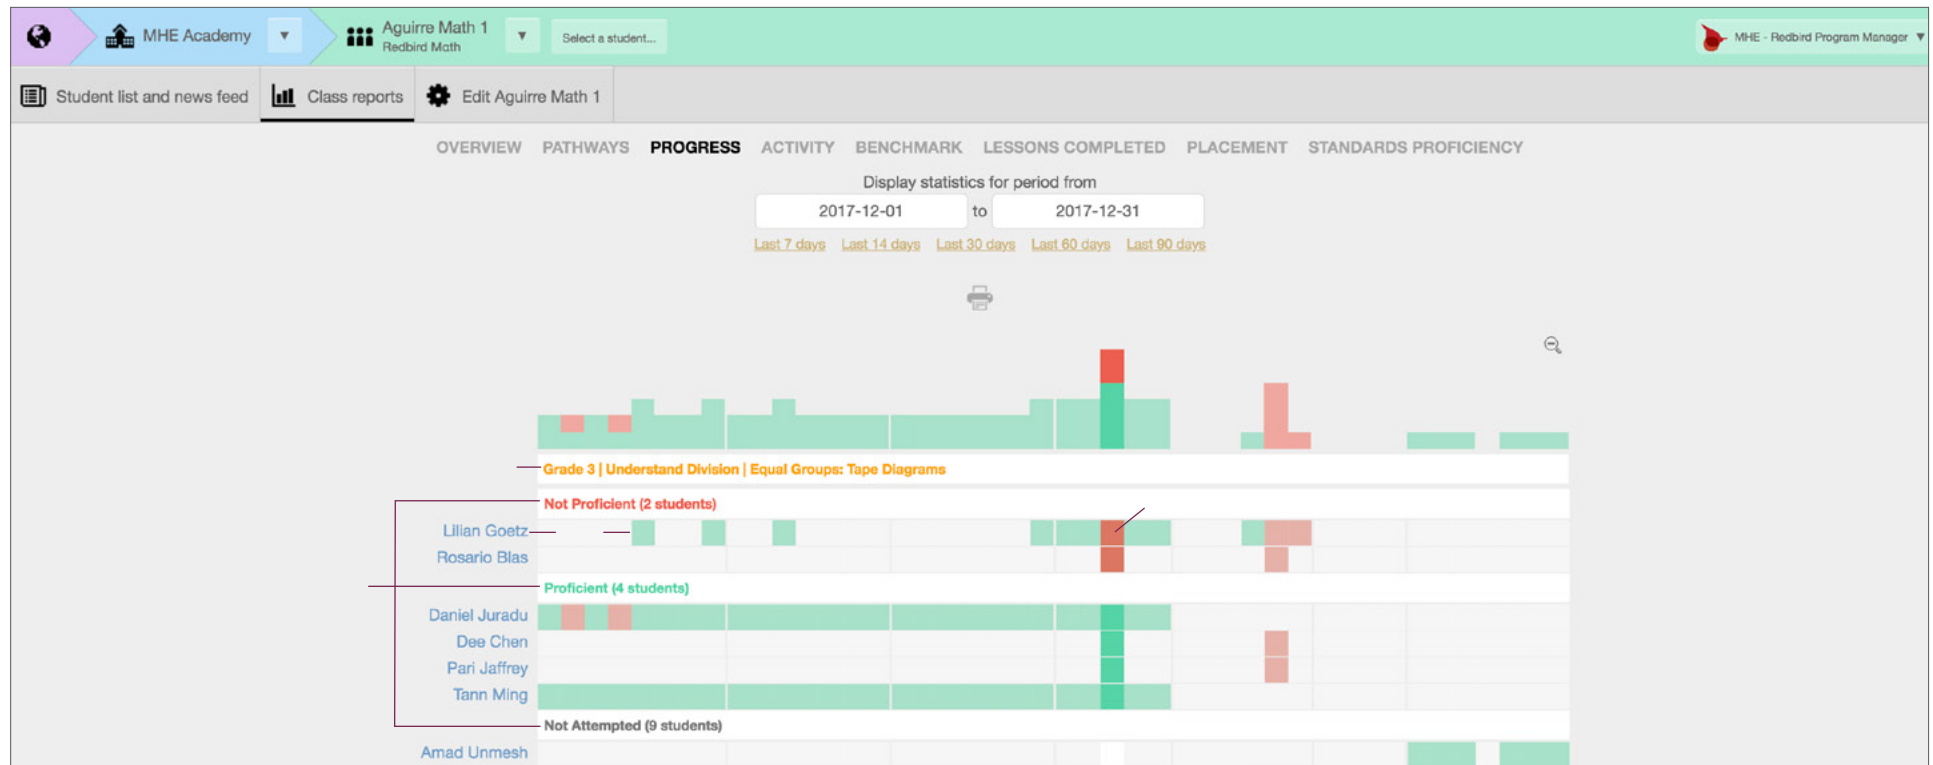 MHE Academy
Aguirre Math 1
Redbird Math
Select a student...
MHE - Redbird Program Manager
Student list and news feed
Class reports
Edit Aguirre Math 1
OVERVIEW PATHWAYS PROGRESS ACTIVITY BENCHMARK LESSONS COMPLETED PLACEMENT STANDARDS PROFICIENCY
Display statistics for period from
2017-12-01 to 2017-12-31
Last 7 days Last 14 days Last 30 days Last 60 days Last 90 days
Grade 3 | Understand Division | Equal Groups: Tape Diagrams
Not Proficient (2 students)
Lilian Goetz
Rosario Blas
Proficient (4 students)
Daniel Juradu
Dee Chen
Pari Jaffrey
Tann Ming
Not Attempted (9 students)
Amad Unmesh